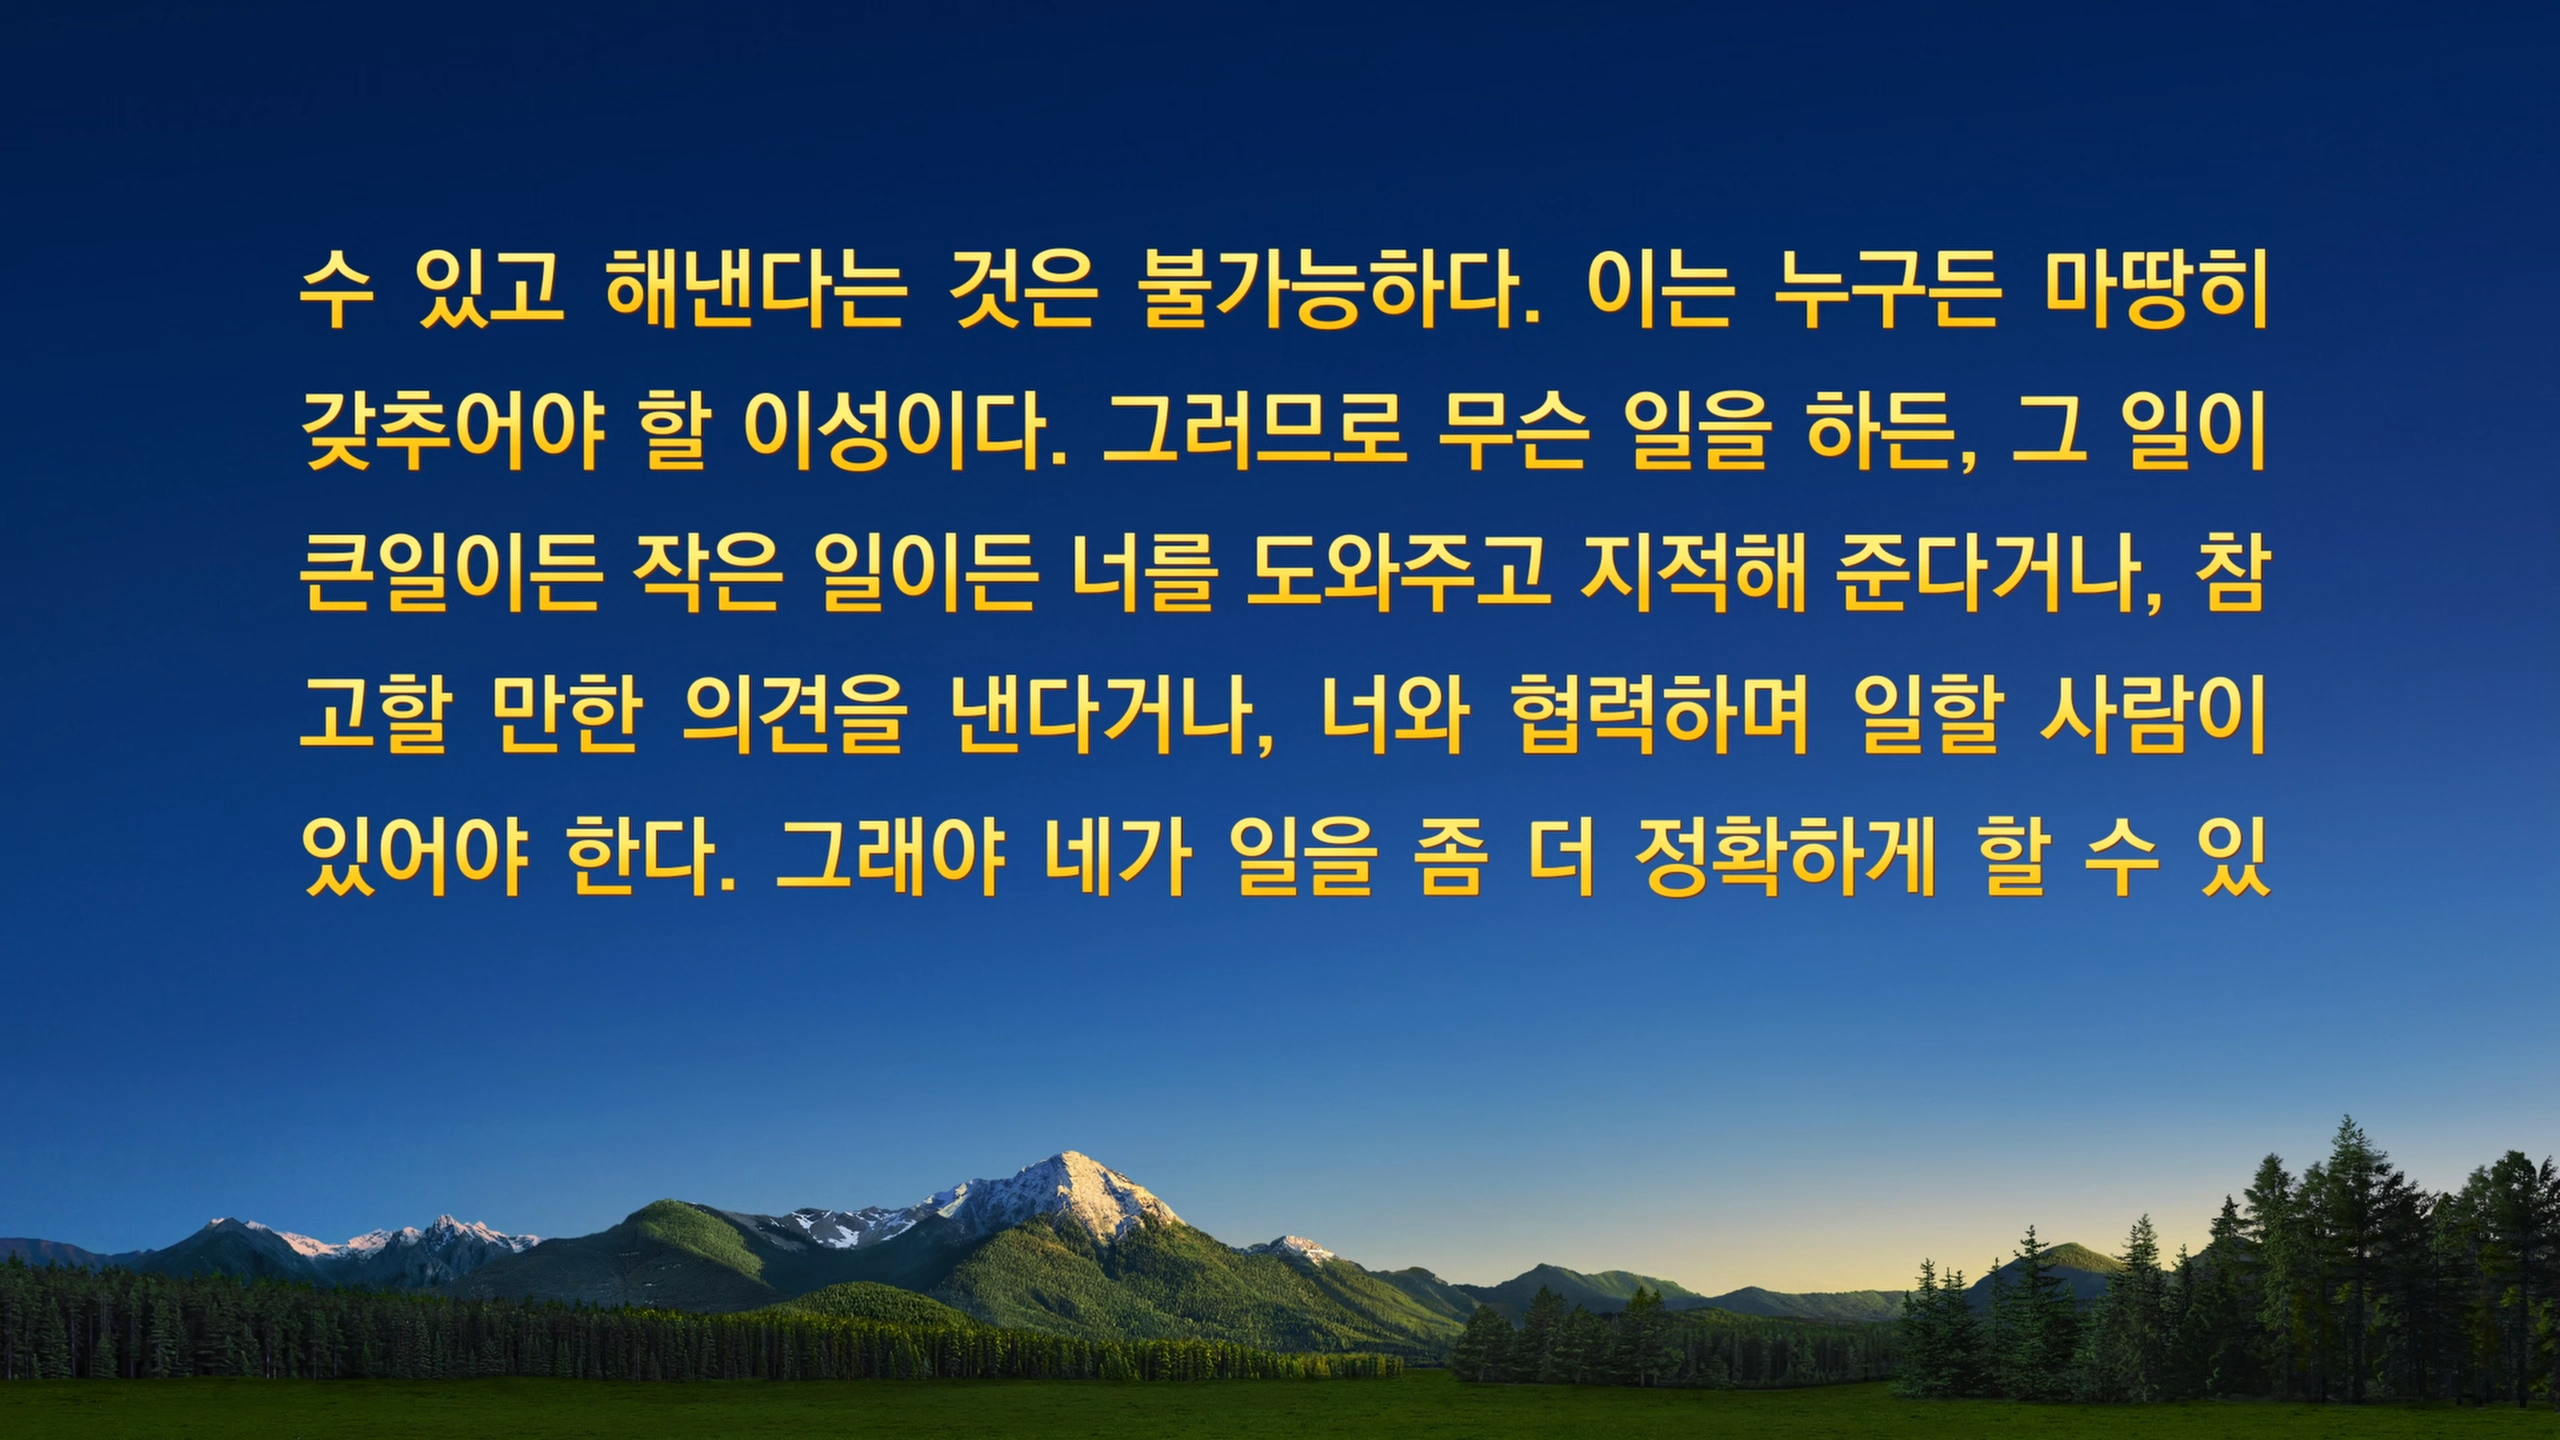 수 있고 해낸다는 것은 불가능하다. 이는 누구든 마땅히
갖추어야 할 이성이다. 그러므로 무슨 일을 하든, 그 일이
큰일이든 작은 일이든 너를 도와주고 지적해 준다거나, 참
고할 만한 의견을 낸다거나, 너와 협력하며 일할 사람이
있어야 한다. 그래야 네가 일을 좀 더 정확하게 할 수 있